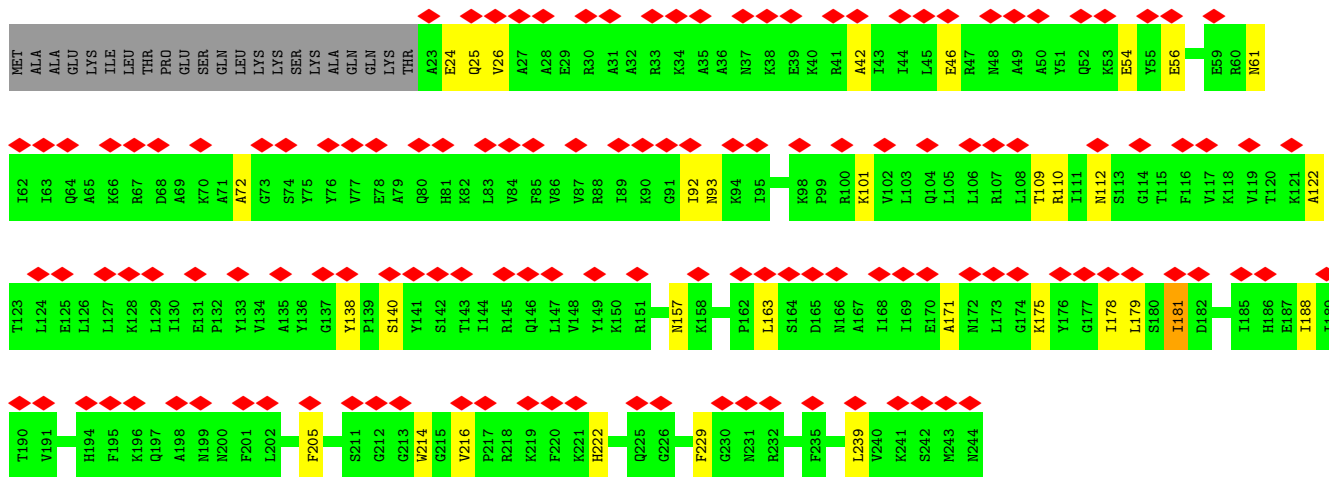 MET ALA ALA GLU LYS ILE LEU THR PRO GLU SER GLN LEU LEU LYS LYS SER LYS ALA GLN GLN LYS THR A23 E24 Q25 V26 A27 A28 E29 R30 A31 A32 R33 K34 A35 A36 N37 K38 E39 K40 R41 A42 I43 I44 L45 E46 R47 N48 A49 A50 Y51 Q52 K53 E54 Y55 E56 E59 R60 N61
I62 I63 Q64 A65 K66 R67 D68 A69 K70 A71 A72 G73 S74 Y75 Y76 V77 E78 A79 Q80 H81 K82 L83 V84 F85 V86 V87 R88 I89 K90 G91 I92 N93 K94 I95 K98 P99 R100 K101 V102 L103 Q104 L105 L106 R107 L108 T109 R110 I111 N112 S113 G114 T115 F116 V117 K118 V119 T120 K121 A122
T123 L124 E125 L126 L127 K128 L129 I130 E131 P132 Y133 V134 A135 Y136 G137 Y138 P139 S140 Y141 S142 T143 I144 R145 Q146 L147 V148 Y149 K150 R151 N157 K158 P162 L163 S164 D165 N166 A167 I168 I169 E170 A171 N172 L173 G174 K175 Y176 G177 I178 L179 S180 I181 D182 I185 H186 E187 I188 I189
T190 V191 H194 F195 K196 Q197 A198 N199 N200 F201 L202 F205 S211 G212 G213 W214 G215 V216 P217 R218 K219 F220 K221 H222 Q225 G226 F229 G230 N231 R232 F235 L239 V240 K241 S242 M243 N244